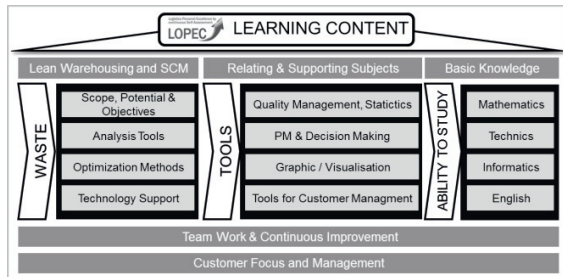 LOPEC
LEARNING CONTENT
Lean Warehousing and SCM
Relating & Supporting Subjects
Basic Knowledge
WASTE
Scope, Potential &
Objectives
Analysis Tools
Optimization Methods
Technology Support
TOOLS
Quality Management, Statictics
PM & Decision Making
Graphic / Visualisation
Tools for Customer Managment
ABILITY TO STUDY
Mathematics
Technics
Informatics
English
Team Work & Continuous Improvement
Customer Focus and Management